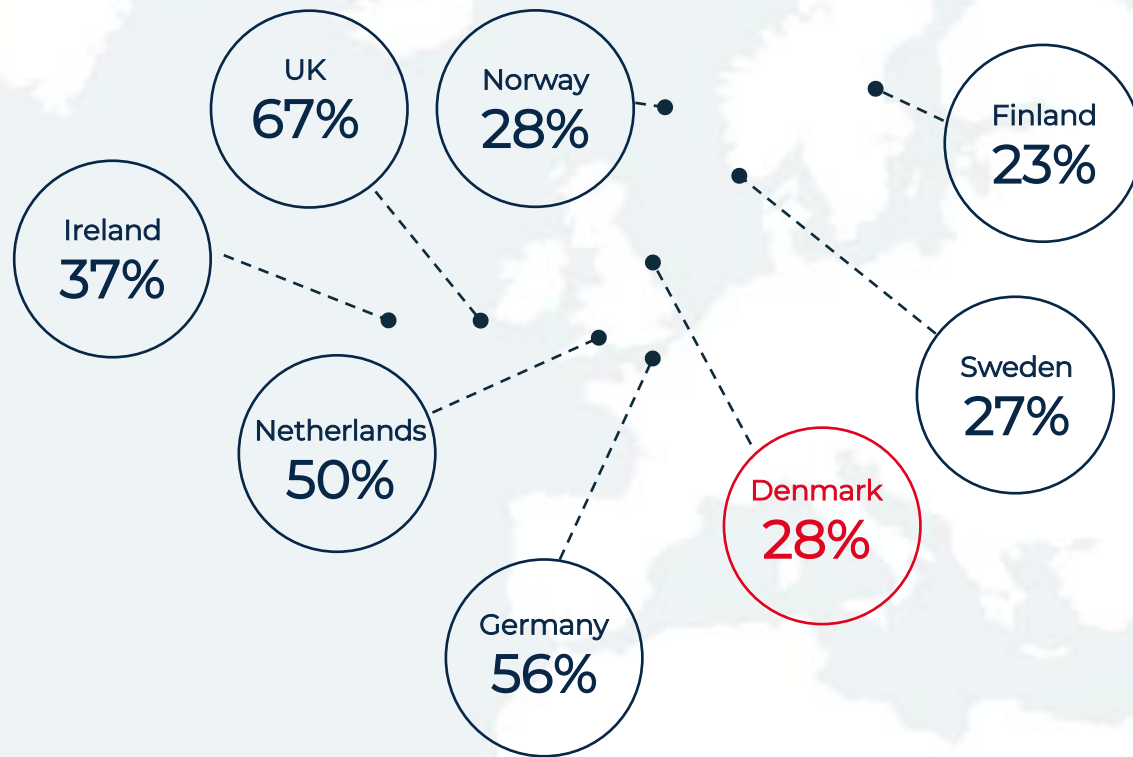 UK
67%
Norway
28%
Finland
23%
Ireland
37%
Sweden
27%
Netherlands
50%
Denmark
28%
Germany
56%